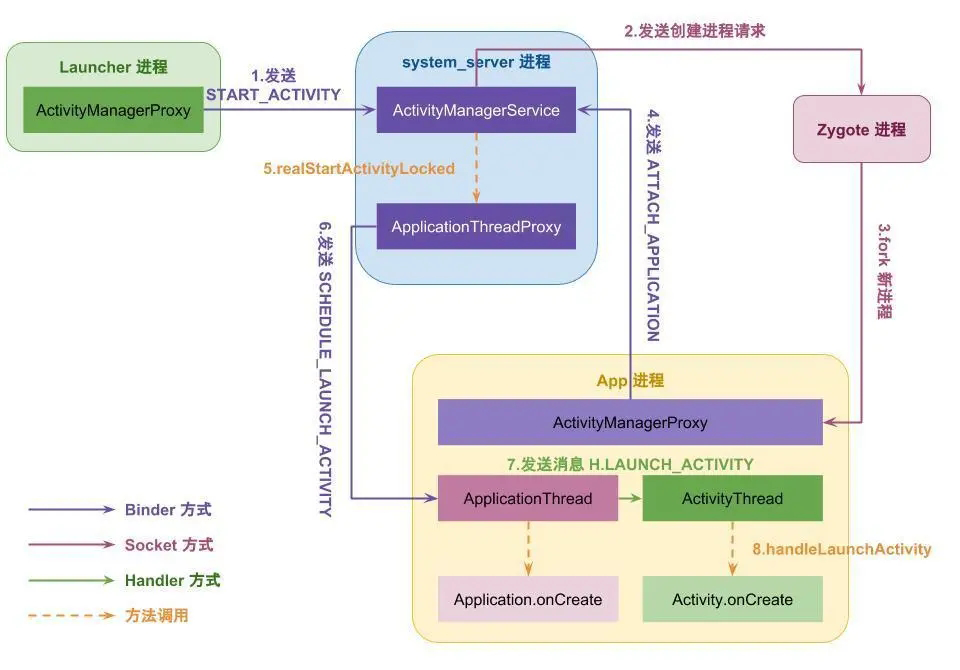 2.发送创建进程请求
Launcher 进程
ActivityManagerProxy
1.发送
START_ACTIVITY
system_server 进程
ActivityManagerService
5.realStartActivityLocked
ApplicationThreadProxy
Zygote 进程
4.发送 ATTACH_APPLICATION
3.fork 新进程
6.发送 SCHEDULE_LAUNCH_ACTIVITY
App 进程
ActivityManagerProxy
7.发送消息 H.LAUNCH_ACTIVITY
ApplicationThread
ActivityThread
8.handleLaunchActivity
Application.onCreate
Activity.onCreate
Binder 方式
Socket 方式
Handler 方式
方法调用